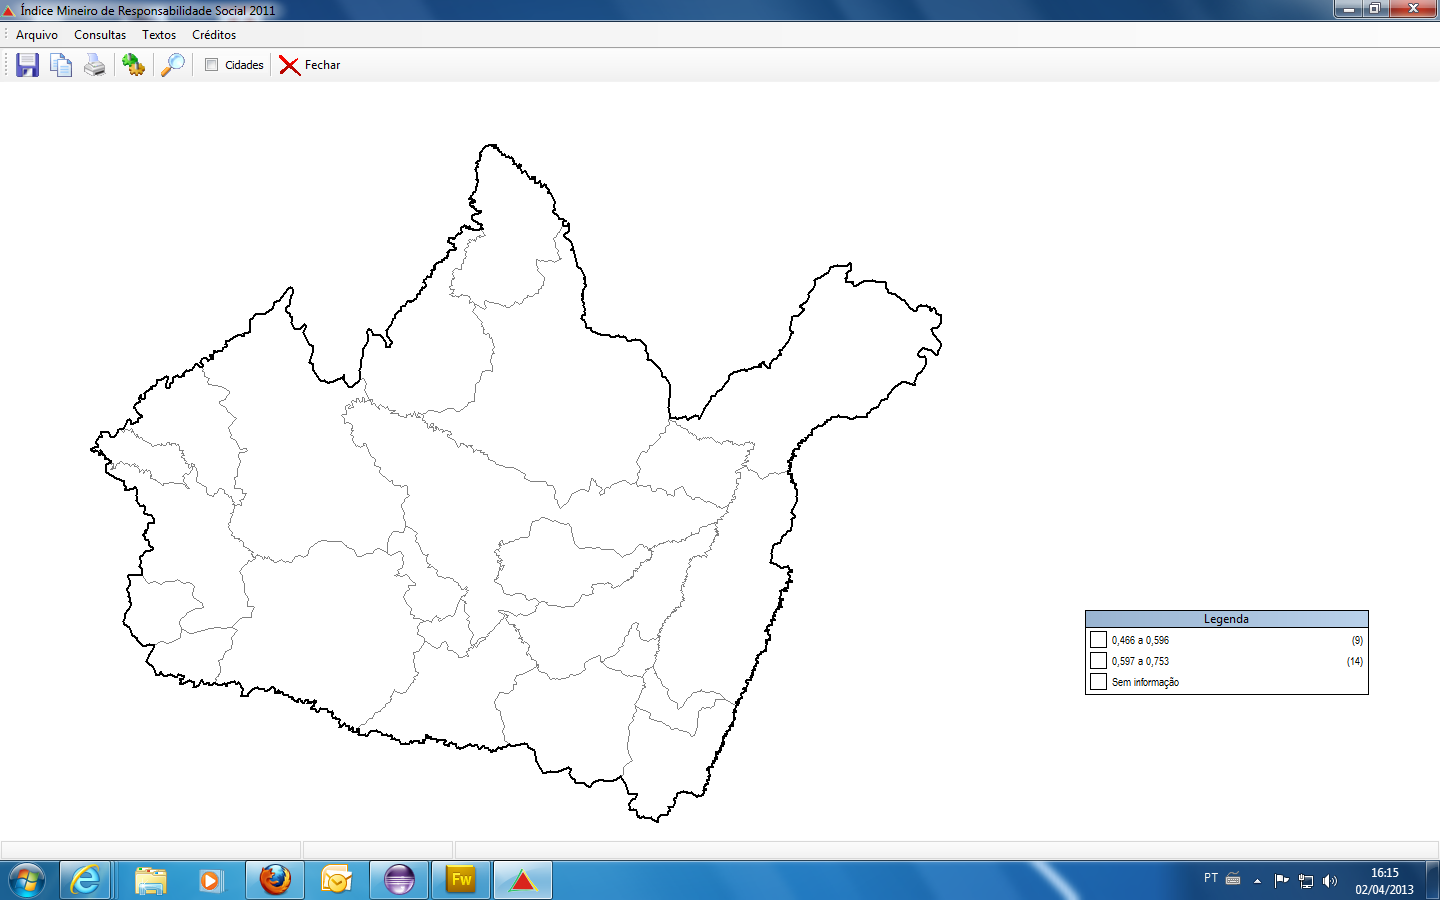 Índice Mineiro de Responsabilidade Social 2011
Arquivo Consultas Textos Créditos
Cidades Fechar
Legenda
0,466 a 0,596 (9)
0,597 a 0,753 (14)
Sem informação
Fw
PT
16:15
02/04/2013